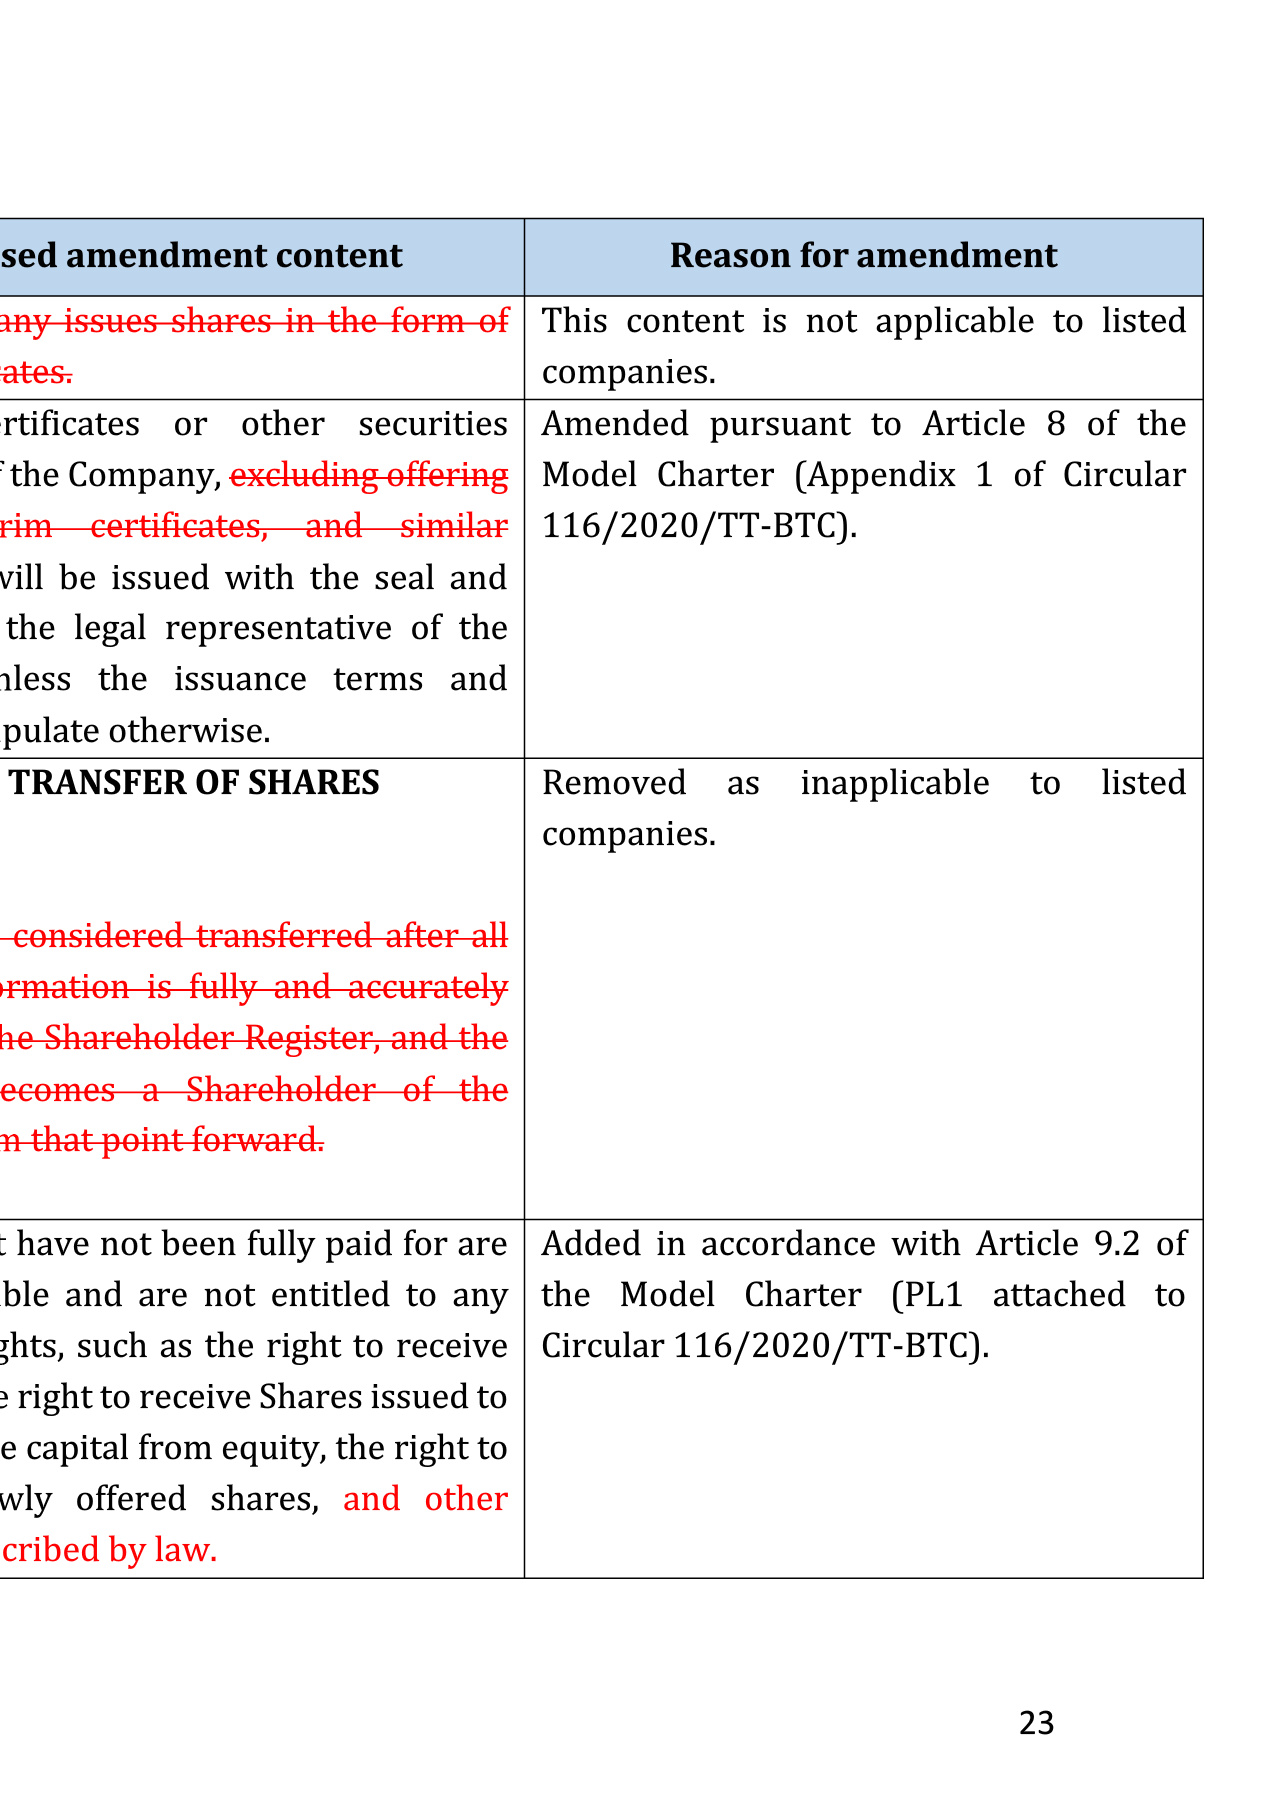 sed amendment content
Reason for amendment
any issues shares in the form of
cates.
This content is not applicable to listed
companies.
ertificates or other securities
f the Company, excluding offering
rim certificates, and similar
will be issued with the seal and
the legal representative of the
nless the issuance terms and
ipulate otherwise.
Amended pursuant to Article 8 of the
Model Charter (Appendix 1 of Circular
116/2020/TT-BTC).
TRANSFER OF SHARES
considered transferred after all
ormation is fully and accurately
he Shareholder Register, and the
ecomes a Shareholder of the
m that point forward.
Removed as inapplicable to listed
companies.
t have not been fully paid for are
ble and are not entitled to any
ghts, such as the right to receive
e right to receive Shares issued to
e capital from equity, the right to
wly offered shares, and other
cribed by law.
Added in accordance with Article 9.2 of
the Model Charter (PL1 attached to
Circular 116/2020/TT-BTC).
23